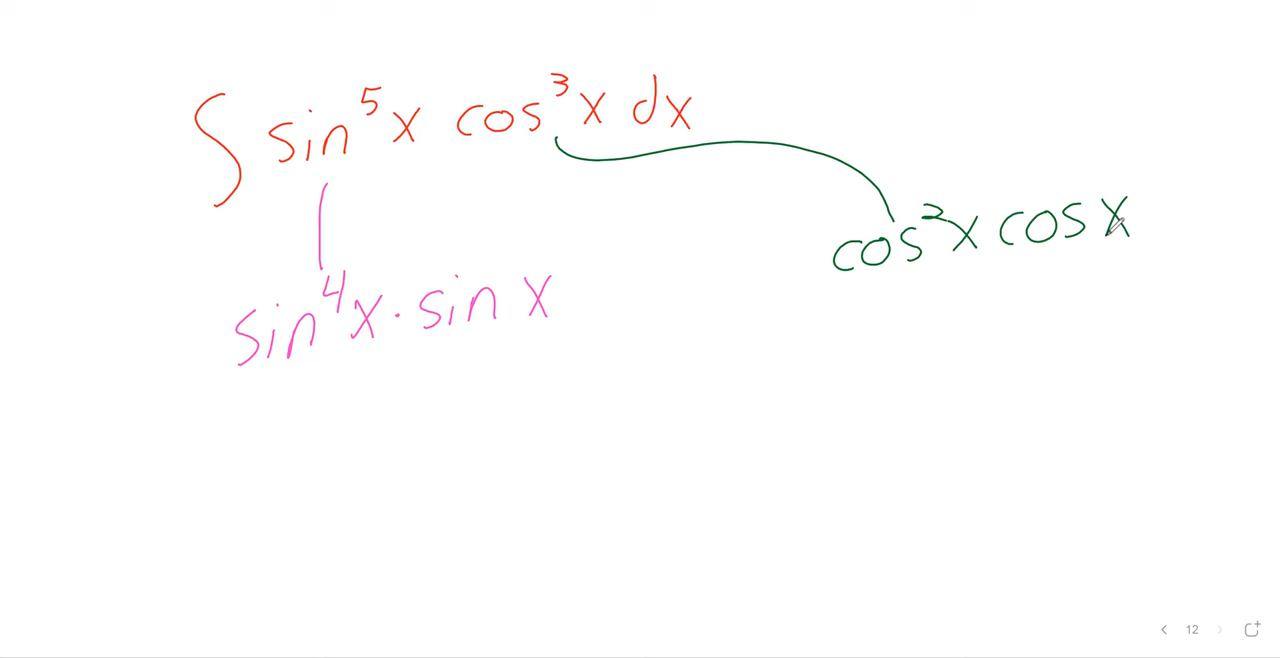 ∫ sin⁵x cos³x dx
cos²x cos x
sin⁴x · sin x
12